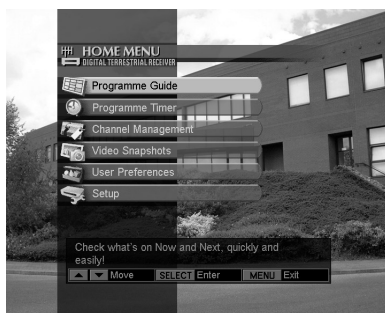 HOME MENU
DIGITAL TERRESTRIAL RECEIVER
Programme Guide
Programme Timer
Channel Management
Video Snapshots
User Preferences
Setup
Check what's on Now and Next, quickly and
easily!
Move SELECT Enter MENU Exit